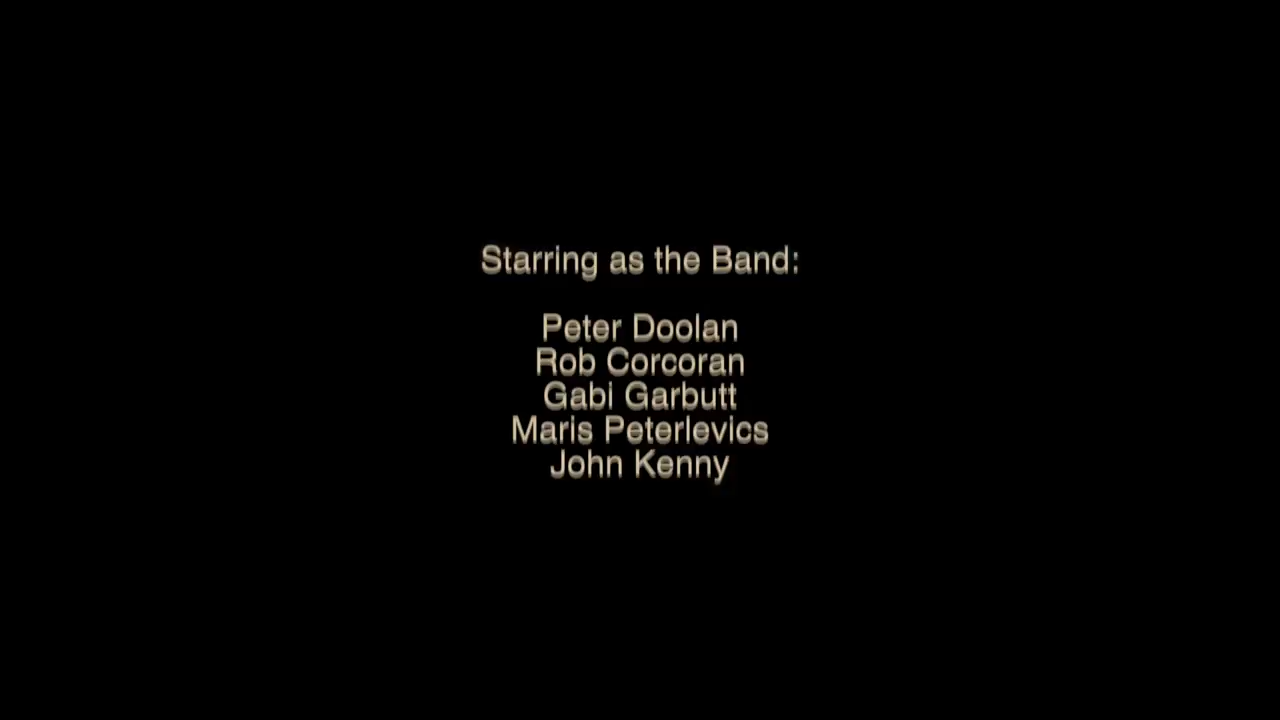 Starring as the Band:
Peter Doolan
Rob Corcoran
Gabi Garbutt
Maris Peterlevics
John Kenny